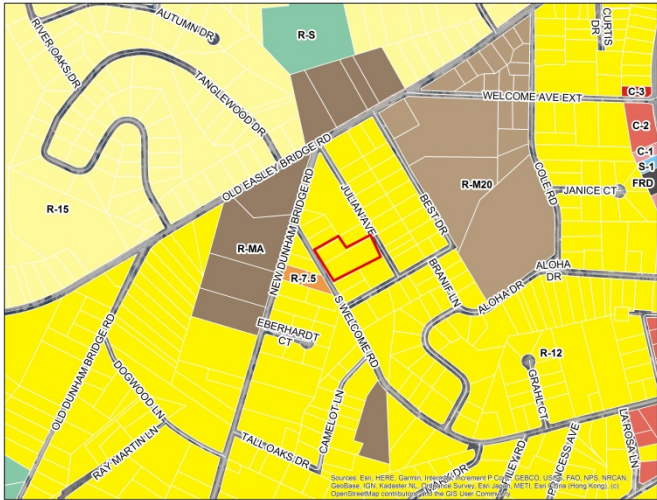 AUTUMN DR
RIVER OAKS DR
TANGLEWOOD DR
R-S
CURTIS DR
WELCOME AVE EXT
C-3
C-2
C-1
S-1
FRD
OLD EASLEY BRIDGE RD
R-15
JULIAN AVE
BEST DR
R-M20
COLE RD
JANICE CT
NEW DUNHAM BRIDGE RD
R-MA
R-7.5
S WELCOME RD
BRANIF LN
ALOHA DR
ALOHA DR
EBERHARDT CT
OLD DUNHAM BRIDGE RD
DOGWOOD LN
CAMELOT LN
R-12
GRAHL CT
RAY MARTIN LN
TALL OAKS DR
PRINCESS AVE
LA ROSA LN
Sources: Esri, HERE, Garmin, Intermap, increment P Corp., GEBCO, USGS, FAO, NPS, NRCAN,
GeoBase, IGN, Kadaster NL, Ordnance Survey, Esri Japan, METI, Esri China (Hong Kong), (c)
OpenStreetMap contributors, and the GIS User Community